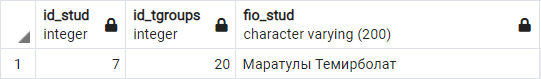 id_stud id_tgroups fio_stud
integer integer character varying (200)
1 7 20 Маратулы Темирболат